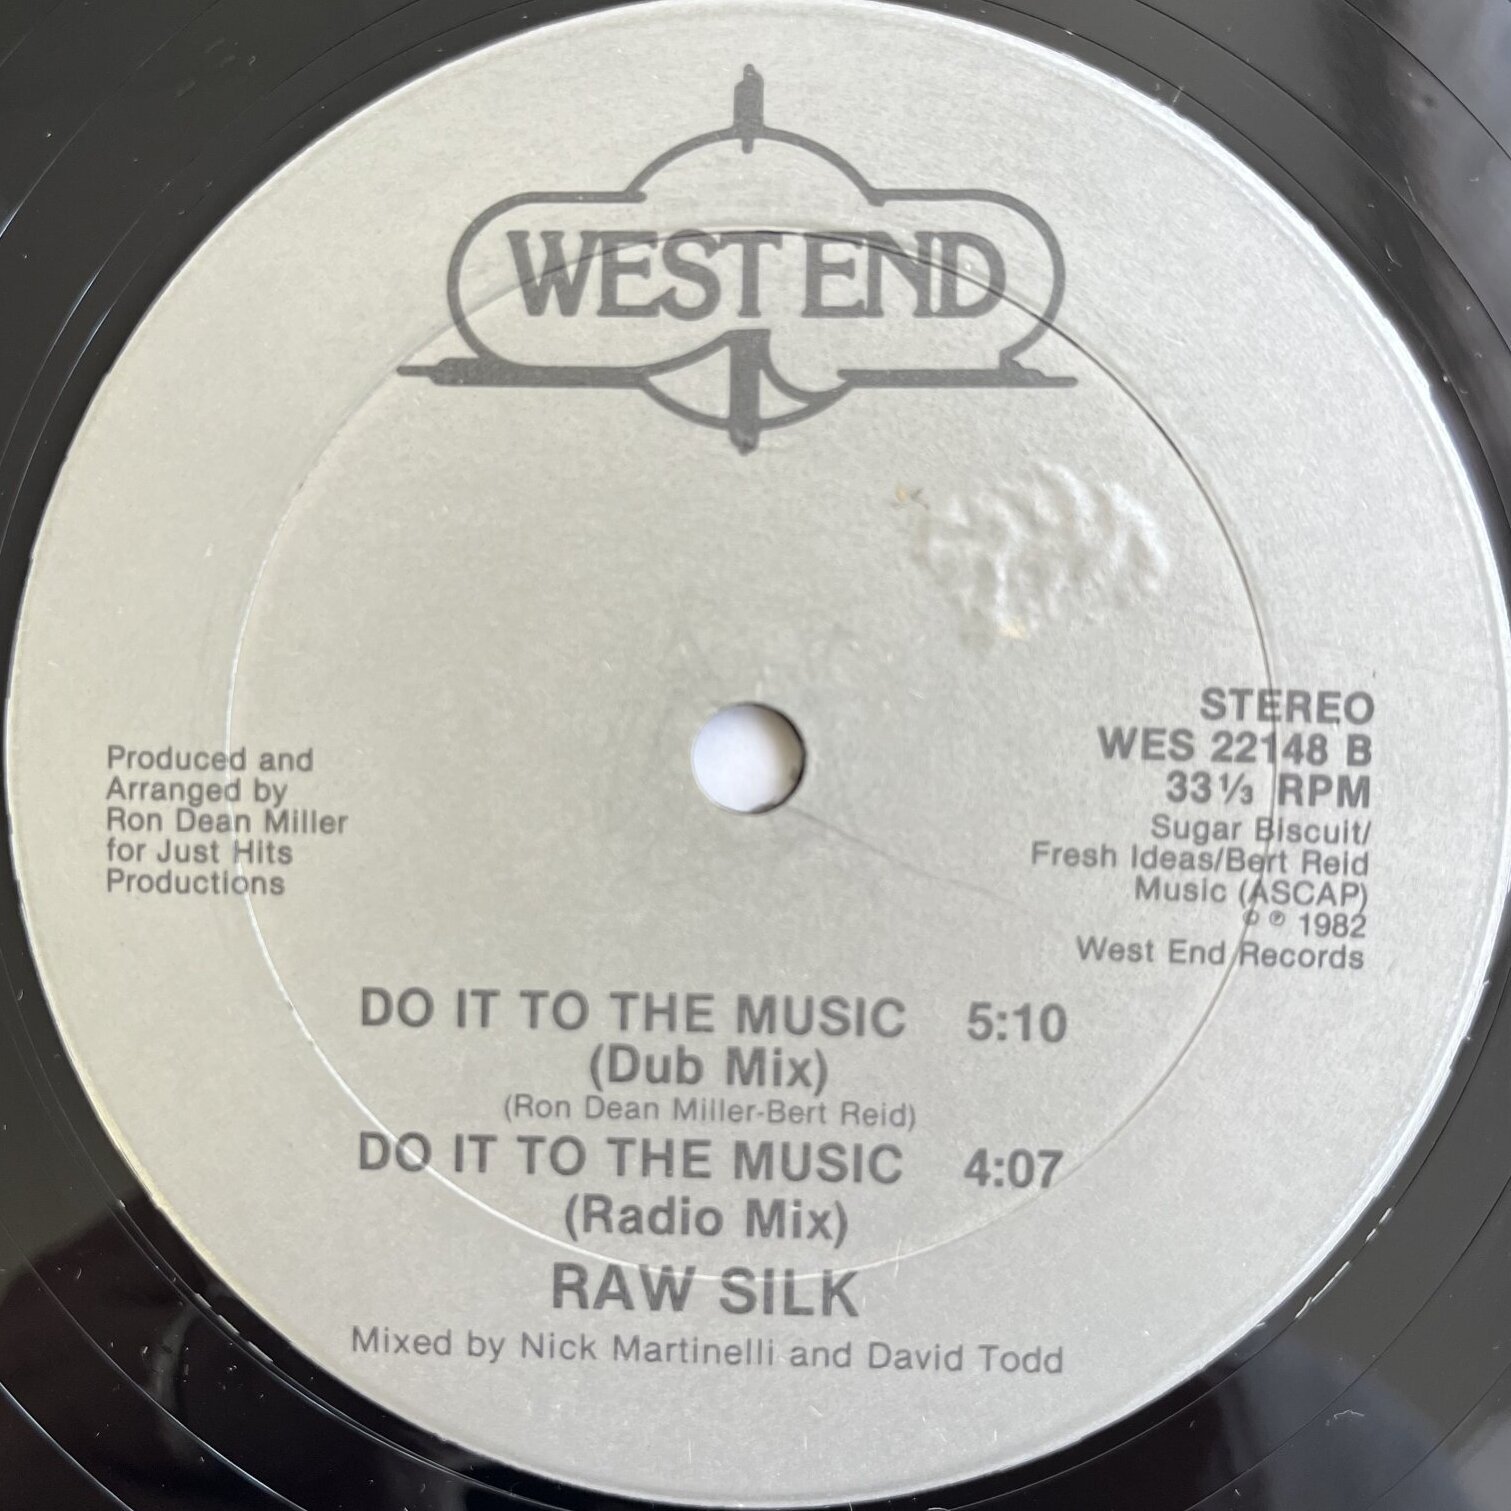 WEST END
STEREO
WES 22148 B
33⅓ RPM
Sugar Biscuit/
Fresh Ideas/Bert Reid
Music (ASCAP)
© ℗ 1982
West End Records
Produced and
Arranged by
Ron Dean Miller
for Just Hits
Productions
DO IT TO THE MUSIC 5:10
(Dub Mix)
(Ron Dean Miller-Bert Reid)
DO IT TO THE MUSIC 4:07
(Radio Mix)
RAW SILK
Mixed by Nick Martinelli and David Todd